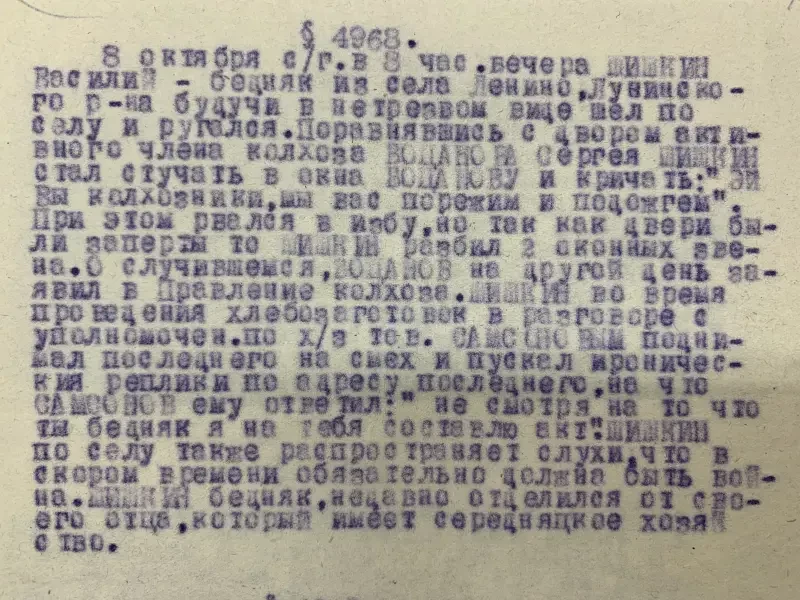 § 4968.
8 октября с/г.в 8 час.вечера ШИШКИН
Василий - бедняк из села Ленино,Лунинско-
го р-на будучи в нетрезвом виде шел по
селу и ругался.Поравнявшись с двором акти-
вного члена колхоза ВОДАНОВА Сергея ШИШКИН
стал стучать в окна ВОДАНОВУ и кричать:" ЭЙ
вы колхозники,мы вас порежим и подожгем".
При этом рвался в избу,но так как двери бы-
ли заперты то ШИШКИН разбил 2 оконных зве-
на.О случившемся,ВОДАНОВ на другой день за-
явил в Правление колхоза.ШИШКИН во время
проведения хлебозаготовок в разговоре с
уполномочен.по х/з тов. САМСОНОВЫМ подни-
мал последнего на смех и пускал ироничес-
кия реплики по адресу последнего,на что
САМСОНОВ ему ответил:" не смотря на то что
ты бедняк я на тебя составлю акт".ШИШКИН
по селу также распространяет слухи,что в
скором времени обязательно должна быть вой-
на.ШИШКИН бедняк,недавно отделился от сво-
его отца,который имеет середняцкое хозяй
ство.